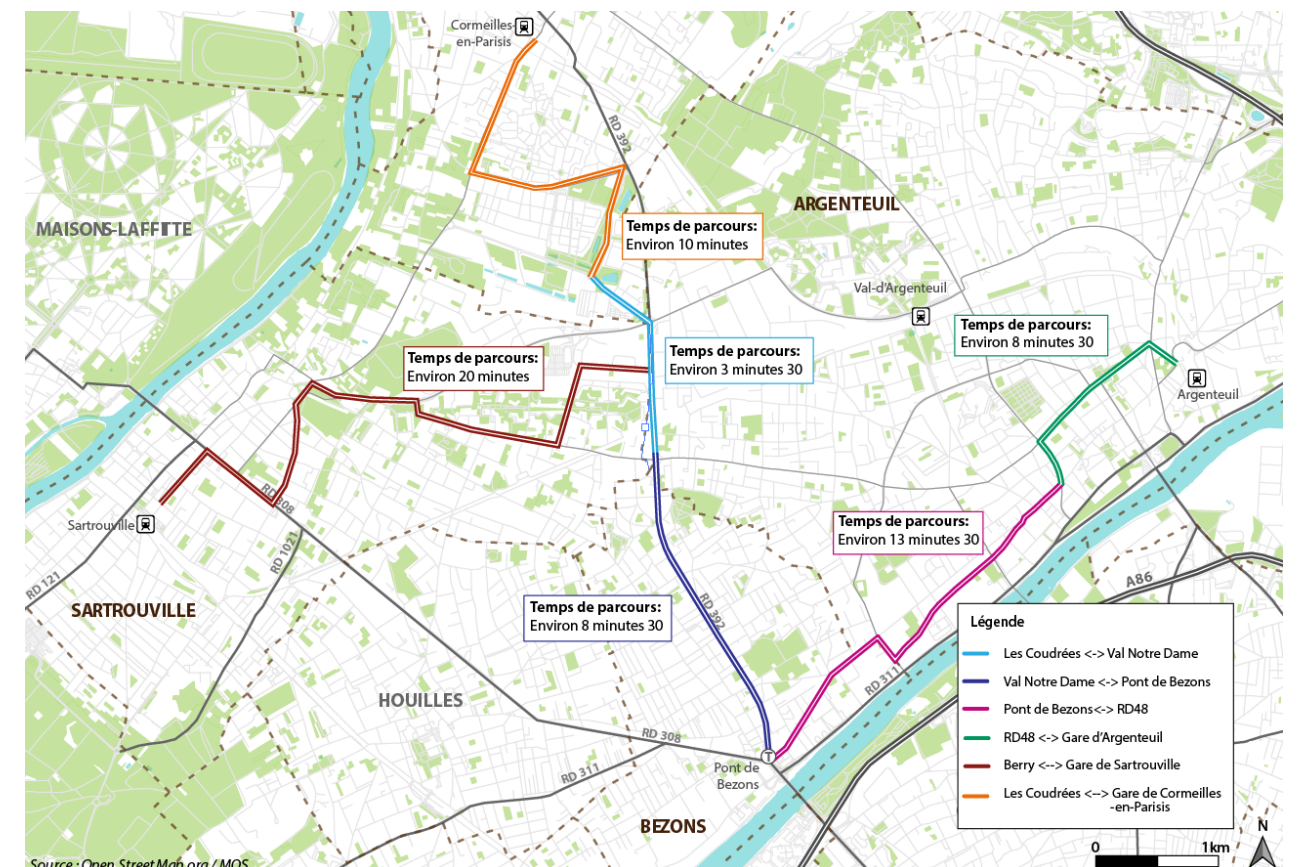 Cormeilles-
en-Parisis
RD 392
MAISONS-LAFFITTE
ARGENTEUIL
Temps de parcours:
Environ 10 minutes
Val-d'Argenteuil
Temps de parcours:
Environ 8 minutes 30
Temps de parcours:
Environ 20 minutes
Temps de parcours:
Environ 3 minutes 30
Argenteuil
RD 308
Sartrouville
Temps de parcours:
Environ 13 minutes 30
RD 1021
RD 121
SARTROUVILLE
A86
Temps de parcours:
Environ 8 minutes 30
RD 392
RD 311
HOUILLES
RD 308
Pont de
Bezons
T
RD 311
BEZONS
Légende
Les Coudrées <-> Val Notre Dame
Val Notre Dame <-> Pont de Bezons
Pont de Bezons<-> RD48
RD48 <-> Gare d'Argenteuil
Berry <--> Gare de Sartrouville
Les Coudrées <--> Gare de Cormeilles
-en-Parisis
N
0 1km
Source : Open StreetMap.org / MOS